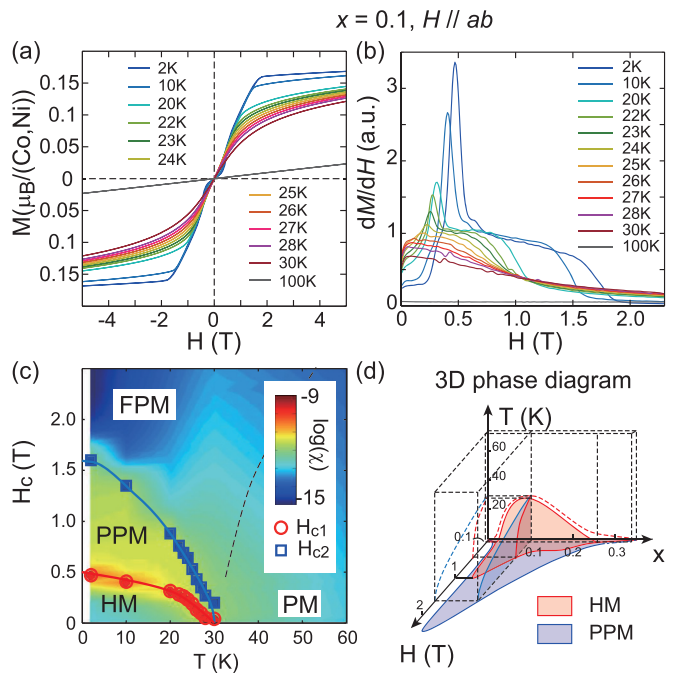 x = 0.1, H // ab
(a)
M(μB/(Co,Ni))
0.15
0.1
0.05
0
0.05
0.1
0.15
2K
10K
20K
22K
23K
24K
25K
26K
27K
28K
30K
100K
-4 -2 0 2 4
H (T)
(b)
dM/dH (a.u.)
3
2
1
0
2K
10K
20K
22K
23K
24K
25K
26K
27K
28K
30K
100K
0 0.5 1.0 1.5 2.0
H (T)
(c)
Hc (T)
2.0
1.5
1.0
0.5
0
FPM
PPM
HM
PM
-9
log(χ)
-15
Hc1
Hc2
0 10 20 30 40 50 60
T (K)
(d)
3D phase diagram
T (K)
60
40
20
0.1
1
2
0.1 0.2 0.3
x
H (T)
HM
PPM